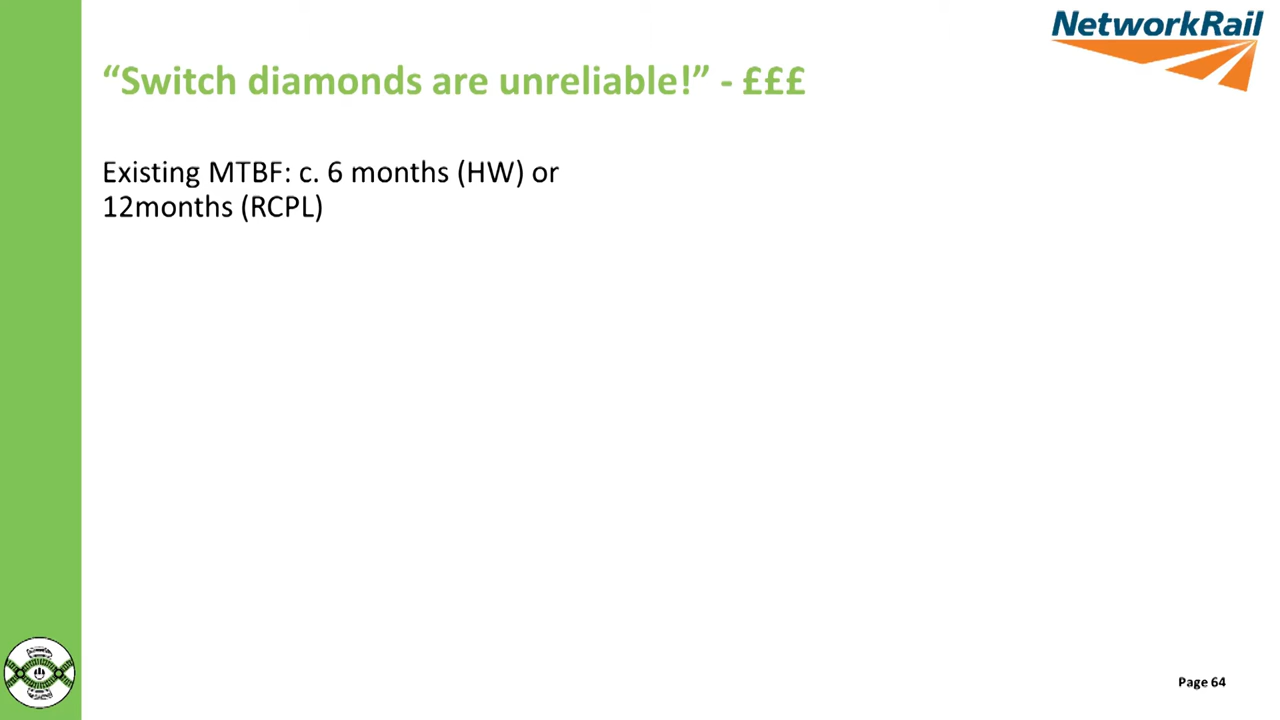 NetworkRail
“Switch diamonds are unreliable!” - £££
Existing MTBF: c. 6 months (HW) or
12months (RCPL)
Page 64